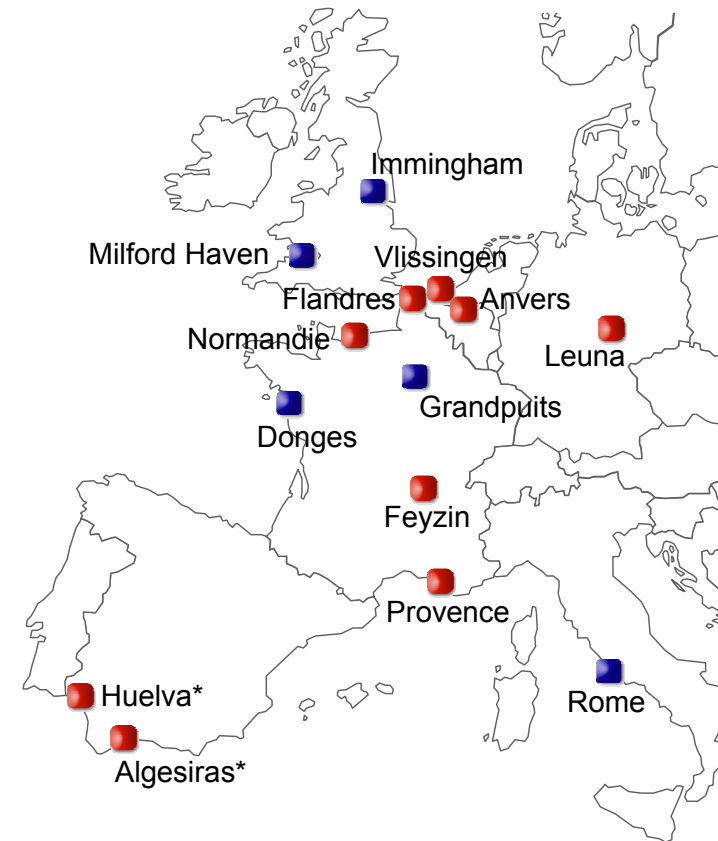 Immingham
Milford Haven
Vlissingen
Flandres
Anvers
Normandie
Leuna
Grandpuits
Donges
Feyzin
Provence
Huelva*
Rome
Algesiras*